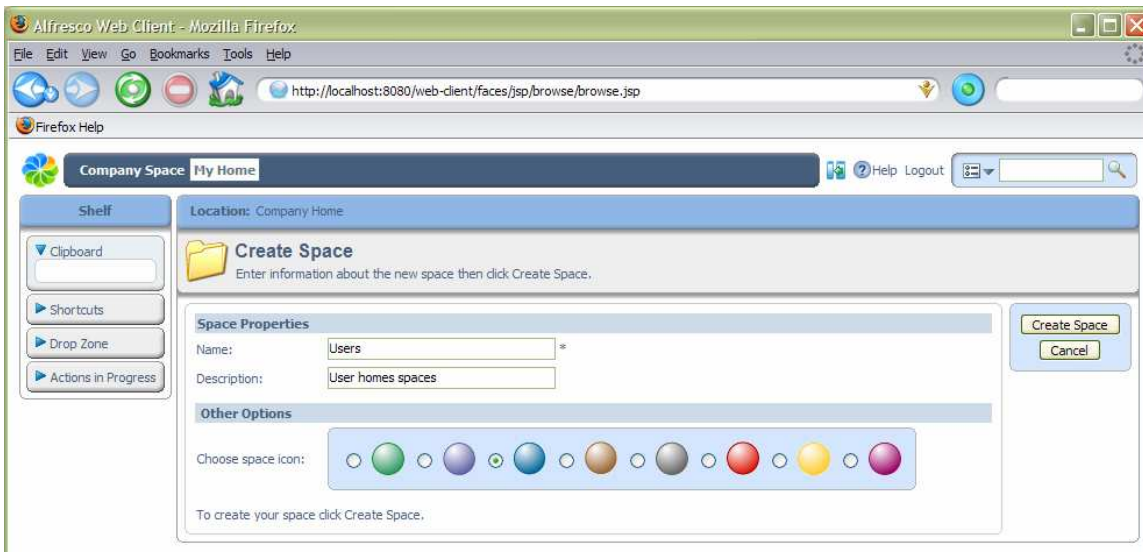 Alfresco Web Client - Mozilla Firefox
File Edit View Go Bookmarks Tools Help
http://localhost:8080/web-client/faces/jsp/browse/browse.jsp
Firefox Help
Company Space My Home Help Logout
Shelf
Location: Company Home
Clipboard
Create Space
Enter information about the new space then click Create Space.
Shortcuts
Drop Zone
Actions in Progress
Space Properties
Name: Users *
Description: User homes spaces
Other Options
Choose space icon:
To create your space click Create Space.
Create Space
Cancel